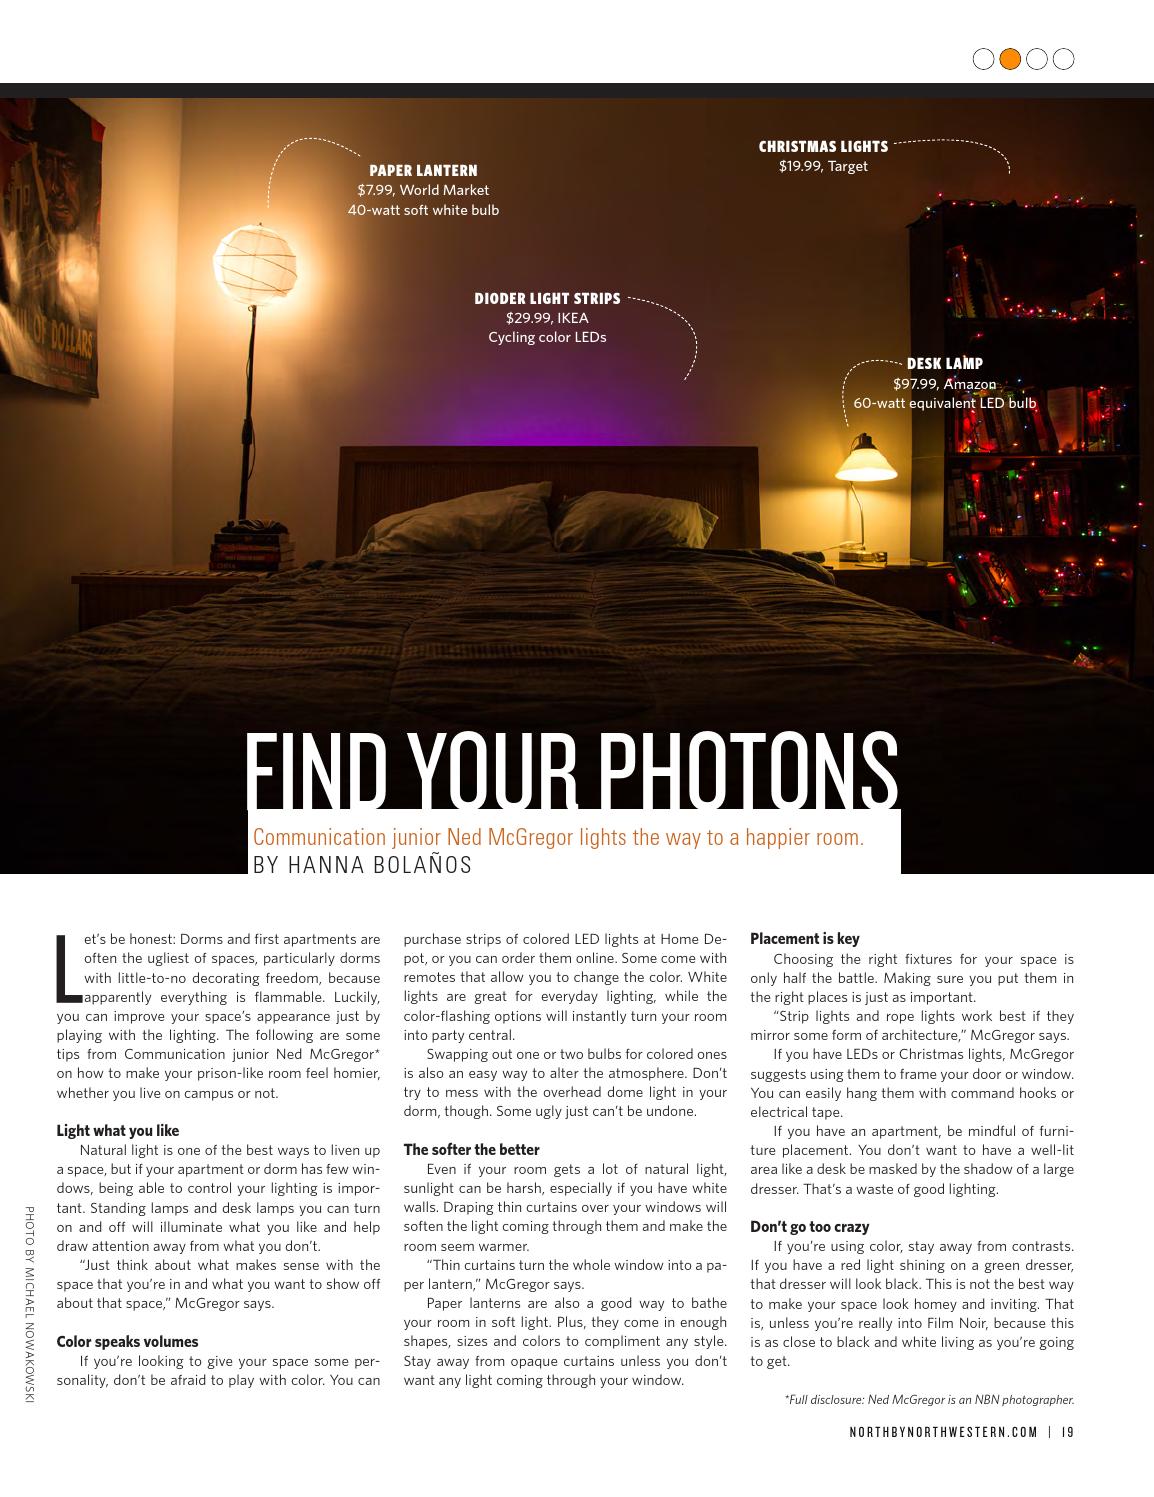 PAPER LANTERN
$7.99, World Market
40-watt soft white bulb
CHRISTMAS LIGHTS
$19.99, Target
DIODER LIGHT STRIPS
$29.99, IKEA
Cycling color LEDs
DESK LAMP
$97.99, Amazon
60-watt equivalent LED bulb
OF DOLLARS
FIND YOUR PHOTONS
Communication junior Ned McGregor lights the way to a happier room.
BY HANNA BOLAÑOS
Let’s be honest: Dorms and first apartments are
often the ugliest of spaces, particularly dorms
with little-to-no decorating freedom, because
apparently everything is flammable. Luckily,
you can improve your space’s appearance just by
playing with the lighting. The following are some
tips from Communication junior Ned McGregor*
on how to make your prison-like room feel homier,
whether you live on campus or not.
Light what you like
Natural light is one of the best ways to liven up
a space, but if your apartment or dorm has few win-
dows, being able to control your lighting is impor-
tant. Standing lamps and desk lamps you can turn
on and off will illuminate what you like and help
draw attention away from what you don’t.
“Just think about what makes sense with the
space that you’re in and what you want to show off
about that space,” McGregor says.
Color speaks volumes
If you’re looking to give your space some per-
sonality, don’t be afraid to play with color. You can
purchase strips of colored LED lights at Home De-
pot, or you can order them online. Some come with
remotes that allow you to change the color. White
lights are great for everyday lighting, while the
color-flashing options will instantly turn your room
into party central.
Swapping out one or two bulbs for colored ones
is also an easy way to alter the atmosphere. Don’t
try to mess with the overhead dome light in your
dorm, though. Some ugly just can’t be undone.
The softer the better
Even if your room gets a lot of natural light,
sunlight can be harsh, especially if you have white
walls. Draping thin curtains over your windows will
soften the light coming through them and make the
room seem warmer.
“Thin curtains turn the whole window into a pa-
per lantern,” McGregor says.
Paper lanterns are also a good way to bathe
your room in soft light. Plus, they come in enough
shapes, sizes and colors to compliment any style.
Stay away from opaque curtains unless you don’t
want any light coming through your window.
Placement is key
Choosing the right fixtures for your space is
only half the battle. Making sure you put them in
the right places is just as important.
“Strip lights and rope lights work best if they
mirror some form of architecture,” McGregor says.
If you have LEDs or Christmas lights, McGregor
suggests using them to frame your door or window.
You can easily hang them with command hooks or
electrical tape.
If you have an apartment, be mindful of furni-
ture placement. You don’t want to have a well-lit
area like a desk be masked by the shadow of a large
dresser. That’s a waste of good lighting.
Don’t go too crazy
If you’re using color, stay away from contrasts.
If you have a red light shining on a green dresser,
that dresser will look black. This is not the best way
to make your space look homey and inviting. That
is, unless you’re really into Film Noir, because this
is as close to black and white living as you’re going
to get.
*Full disclosure: Ned McGregor is an NBN photographer.
PHOTO BY MICHAEL NOWAKOWSKI
NORTHBYNORTHWESTERN.COM | 19